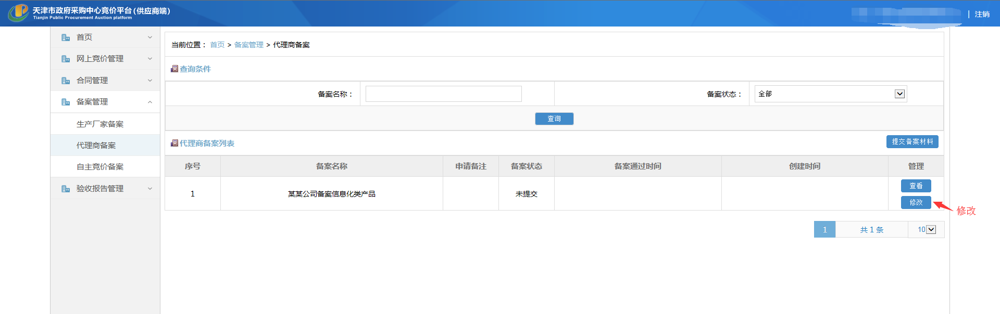 天津市政府采购中心竞价平台(供应商端)
Tianjin Public Procurement Auction platform
| 注销
首页
网上竞价管理
合同管理
备案管理
生产厂家备案
代理商备案
自主竞价备案
验收报告管理
当前位置： 首页 > 备案管理 > 代理商备案
查询条件
备案名称：
备案状态： 全部
查询
代理商备案列表
提交备案材料
序号 备案名称 申请备注 备案状态 备案通过时间 创建时间 管理
1 某某公司备案信息化类产品 未提交 查看
修改
修改
1 共 1 条 10